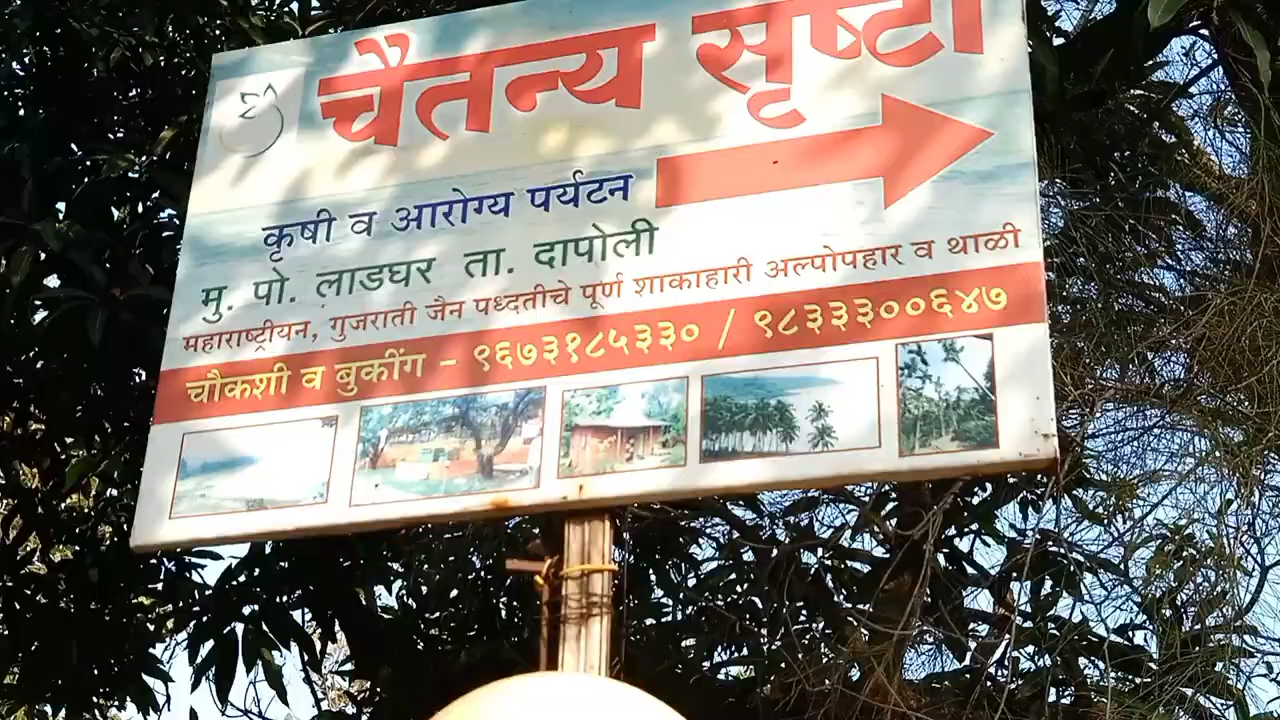 चैतन्य सृष्टी
कृषी व आरोग्य पर्यटन
मु. पो. लाडघर ता. दापोली
महाराष्ट्रीयन, गुजराती जैन पध्दतीचे पूर्ण शाकाहारी अल्पोपहार व थाळी
चौकशी व बुकींग - ९६७३१८५३३० / ९८३३३००६४७